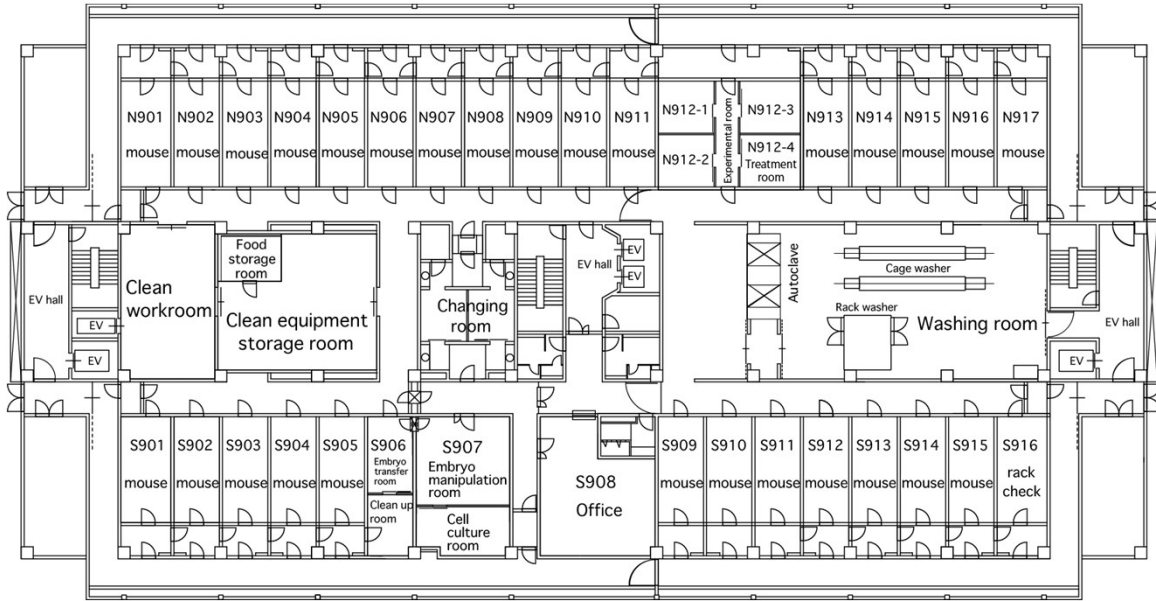 N901 N902 N903 N904 N905 N906 N907 N908 N909 N910 N911 N912-1 N912-3 N913 N914 N915 N916 N917
mouse mouse mouse mouse mouse mouse mouse mouse mouse mouse mouse mouse mouse mouse mouse mouse
Experimental room
N912-2 N912-4
Treatment
room
EV hall
EV
EV
Clean
workroom
Food
storage
room
Clean equipment
storage room
Changing
room
EV hall
EV
EV
Autoclave
Cage washer
Rack washer
Washing room
EV hall
EV
S901 S902 S903 S904 S905
mouse mouse mouse mouse mouse
S906
Embryo
transfer
room
Clean up
room
S907
Embryo
manipulation
room
Cell
culture
room
S908
Office
S909 S910 S911 S912 S913 S914 S915
mouse mouse mouse mouse mouse mouse mouse
S916
rack
check